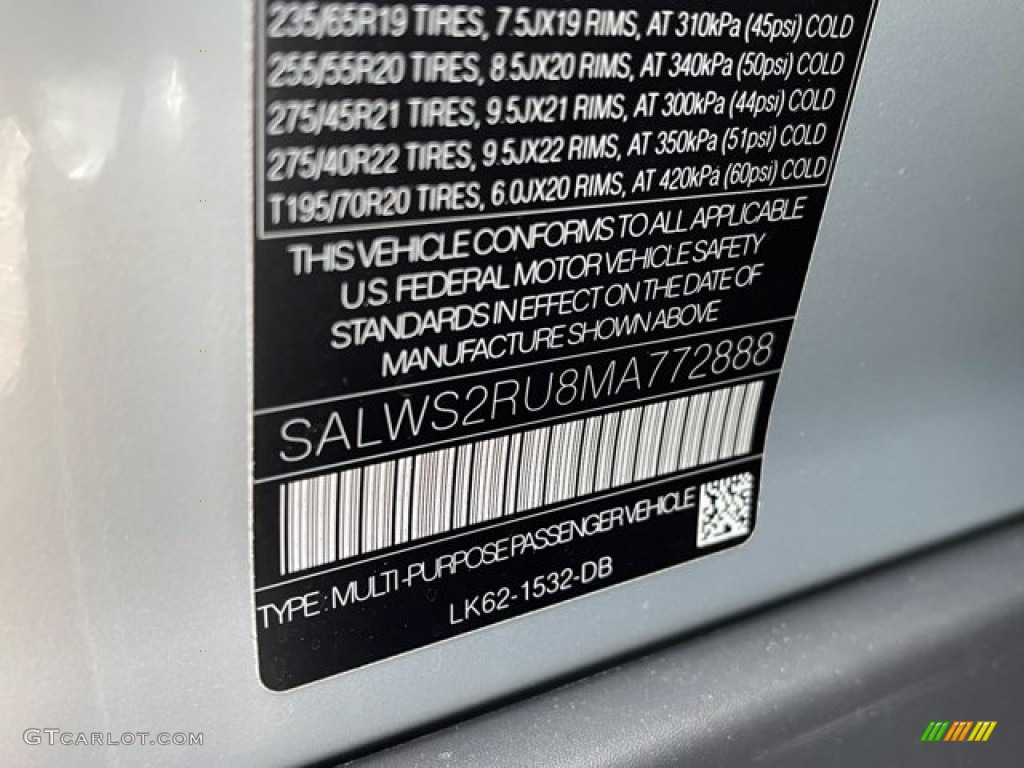 235/65R19 TIRES, 7.5JX19 RIMS, AT 310kPa (45psi) COLD
255/55R20 TIRES, 8.5JX20 RIMS, AT 340kPa (50psi) COLD
275/45R21 TIRES, 9.5JX21 RIMS, AT 300kPa (44psi) COLD
275/40R22 TIRES, 9.5JX22 RIMS, AT 350kPa (51psi) COLD
T195/70R20 TIRES, 6.0JX20 RIMS, AT 420kPa (60psi) COLD
THIS VEHICLE CONFORMS TO ALL APPLICABLE
U.S. FEDERAL MOTOR VEHICLE SAFETY
STANDARDS IN EFFECT ON THE DATE OF
MANUFACTURE SHOWN ABOVE
SALWS2RU8MA772888
TYPE : MULTI-PURPOSE PASSENGER VEHICLE
LK62-1532-DB
GTCARLOT.COM